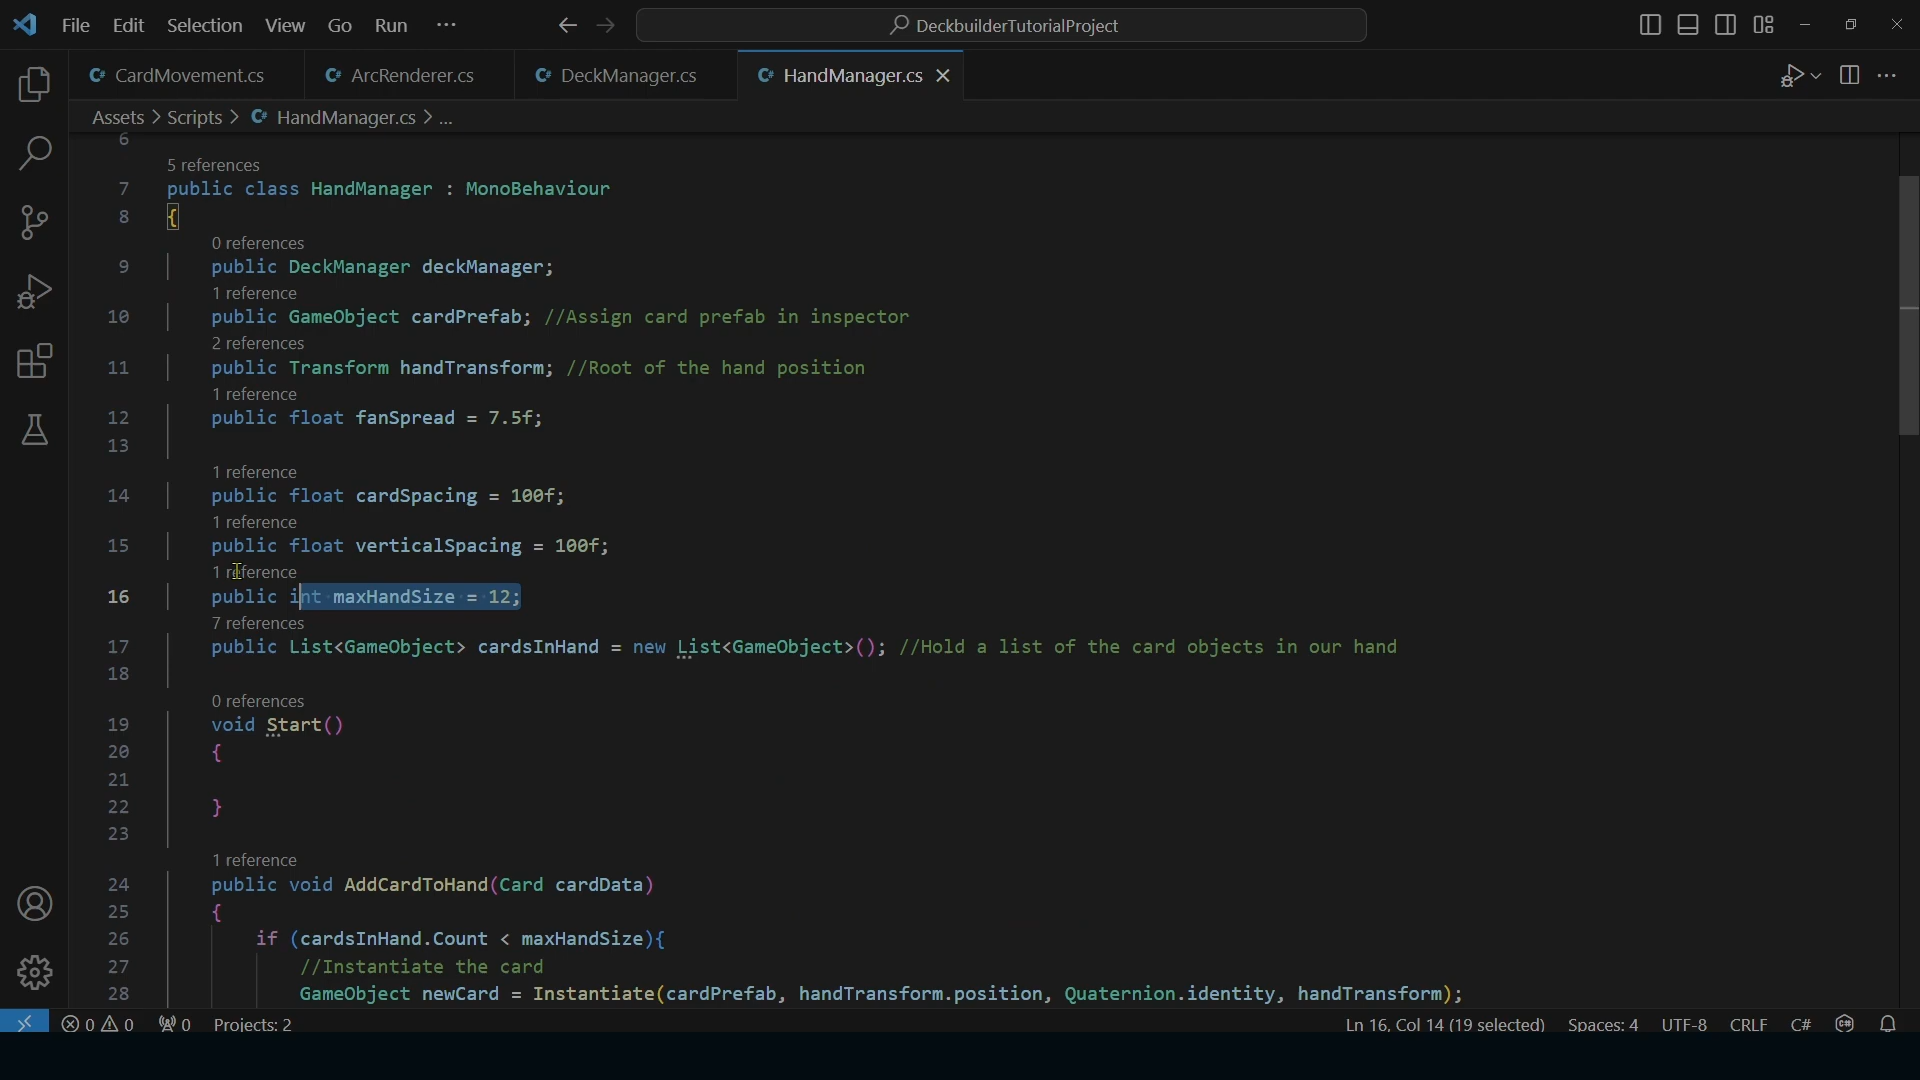 File Edit Selection View Go Run ··· DeckbuilderTutorialProject
CardMovement.cs ArcRenderer.cs DeckManager.cs HandManager.cs
Assets > Scripts > HandManager.cs > ...
6
5 references
7 public class HandManager : MonoBehaviour
8 {
0 references
9 public DeckManager deckManager;
1 reference
10 public GameObject cardPrefab; //Assign card prefab in inspector
2 references
11 public Transform handTransform; //Root of the hand position
1 reference
12 public float fanSpread = 7.5f;
13
1 reference
14 public float cardSpacing = 100f;
1 reference
15 public float verticalSpacing = 100f;
1 reference
16 public int maxHandSize = 12;
7 references
17 public List<GameObject> cardsInHand = new List<GameObject>(); //Hold a list of the card objects in our hand
18
0 references
19 void Start()
20 {
21
22 }
23
1 reference
24 public void AddCardToHand(Card cardData)
25 {
26 if (cardsInHand.Count < maxHandSize){
27 //Instantiate the card
28 GameObject newCard = Instantiate(cardPrefab, handTransform.position, Quaternion.identity, handTransform);
0 0 0 Projects: 2 Ln 16, Col 14 (19 selected) Spaces: 4 UTF-8 CRLF C#